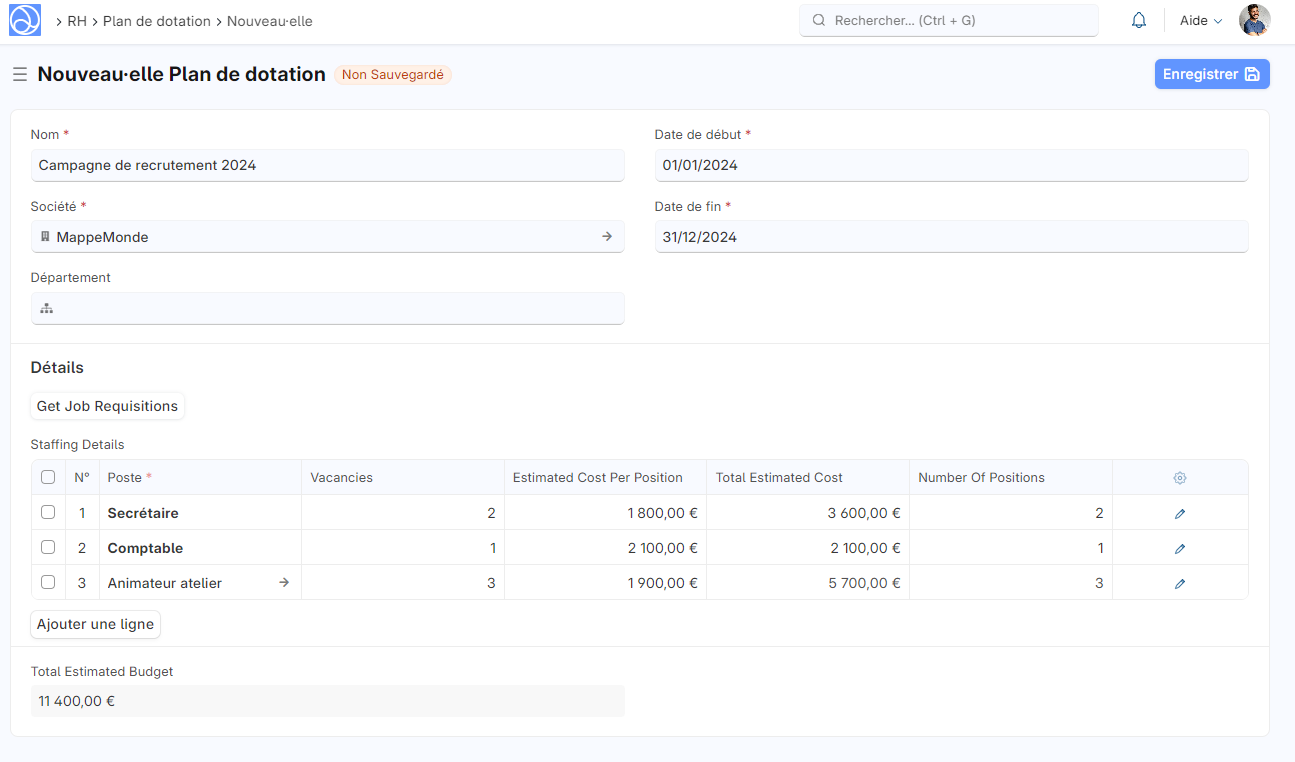 RH > Plan de dotation > Nouveau·elle
Rechercher... (Ctrl + G)
Aide
Nouveau·elle Plan de dotation
Non Sauvegardé
Enregistrer
Nom *
Date de début *
Campagne de recrutement 2024
01/01/2024
Société *
Date de fin *
MappeMonde
31/12/2024
Département
Détails
Get Job Requisitions
Staffing Details
N° Poste * Vacancies Estimated Cost Per Position Total Estimated Cost Number Of Positions
1 Secrétaire 2 1 800,00 € 3 600,00 € 2
2 Comptable 1 2 100,00 € 2 100,00 € 1
3 Animateur atelier 3 1 900,00 € 5 700,00 € 3
Ajouter une ligne
Total Estimated Budget
11 400,00 €